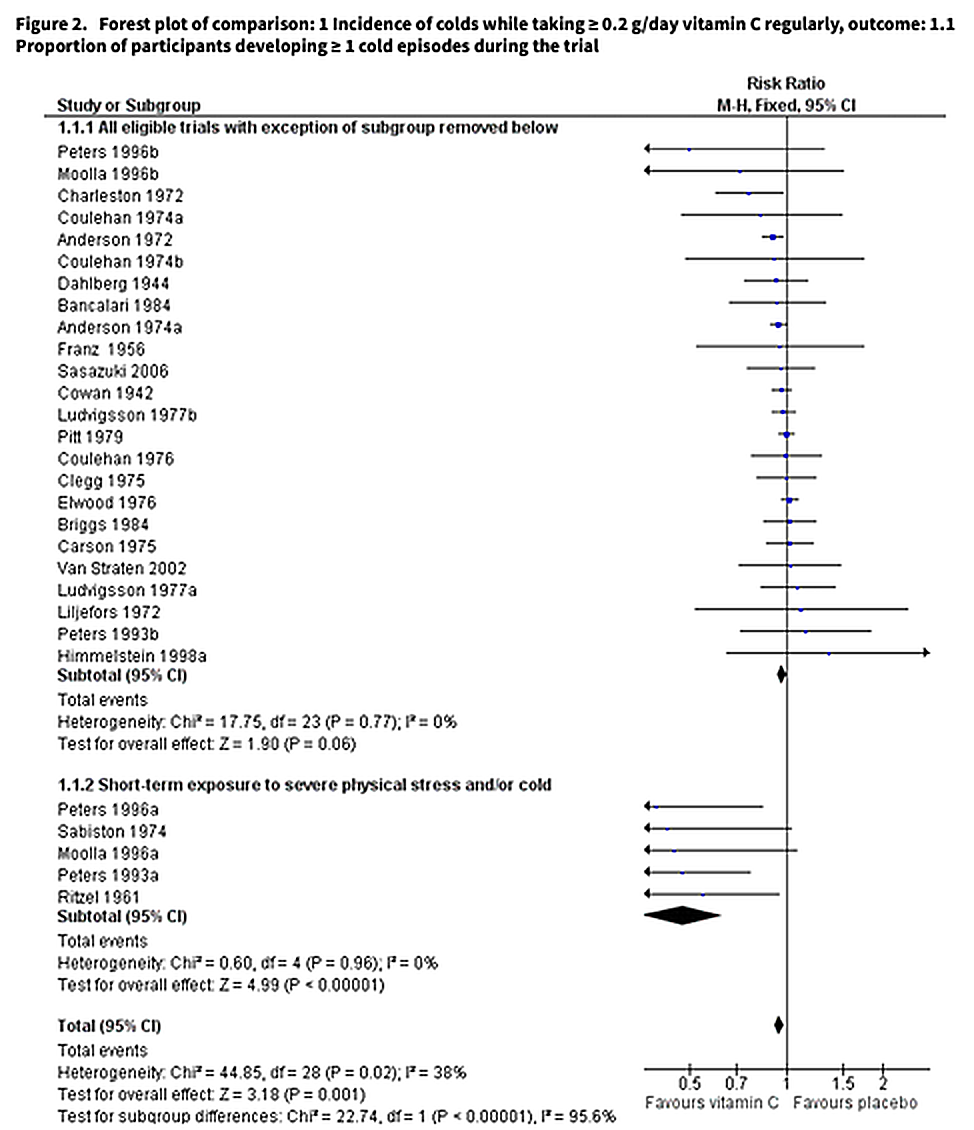 Figure 2. Forest plot of comparison: 1 Incidence of colds while taking ≥ 0.2 g/day vitamin C regularly, outcome: 1.1
Proportion of participants developing ≥ 1 cold episodes during the trial
Risk Ratio
Study or Subgroup M-H, Fixed, 95% CI
1.1.1 All eligible trials with exception of subgroup removed below
Peters 1996b
Moolla 1996b
Charleston 1972
Coulehan 1974a
Anderson 1972
Coulehan 1974b
Dahlberg 1944
Bancalari 1984
Anderson 1974a
Franz 1956
Sasazuki 2006
Cowan 1942
Ludvigsson 1977b
Pitt 1979
Coulehan 1976
Clegg 1975
Elwood 1976
Briggs 1984
Carson 1975
Van Straten 2002
Ludvigsson 1977a
Liljefors 1972
Peters 1993b
Himmelstein 1998a
Subtotal (95% CI)
Total events
Heterogeneity: Chi² = 17.75, df = 23 (P = 0.77); I² = 0%
Test for overall effect: Z = 1.90 (P = 0.06)
1.1.2 Short-term exposure to severe physical stress and/or cold
Peters 1996a
Sabiston 1974
Moolla 1996a
Peters 1993a
Ritzel 1961
Subtotal (95% CI)
Total events
Heterogeneity: Chi² = 0.60, df = 4 (P = 0.96); I² = 0%
Test for overall effect: Z = 4.99 (P < 0.00001)
Total (95% CI)
Total events
Heterogeneity: Chi² = 44.85, df = 28 (P = 0.02); I² = 38%
Test for overall effect: Z = 3.18 (P = 0.001)
Test for subgroup differences: Chi² = 22.74, df = 1 (P < 0.00001), I² = 95.6%
0.5 0.7 1 1.5 2
Favours vitamin C Favours placebo